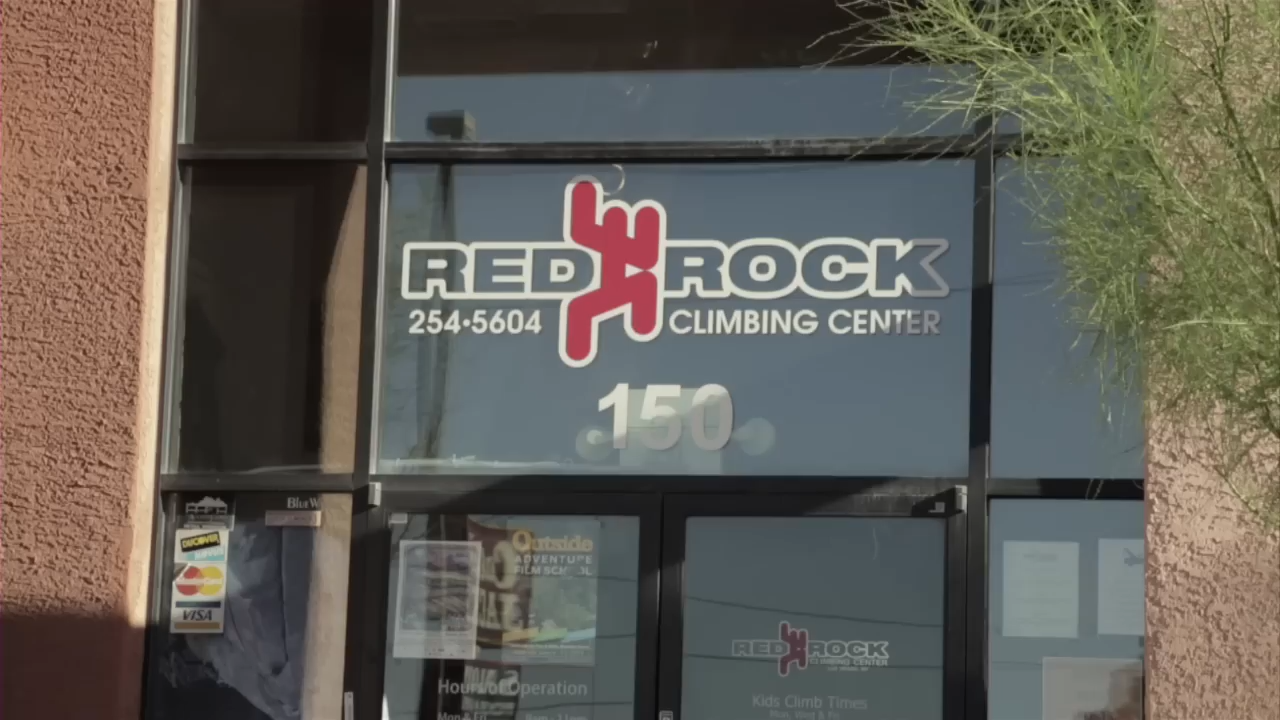 RED ROCK
254•5604 CLIMBING CENTER
150
DISCOVER
MasterCard
VISA
Outside
ADVENTURE
FILM SCHOOL
RED ROCK
CLIMBING CENTER
Hours of Operation
Kids Climb Times